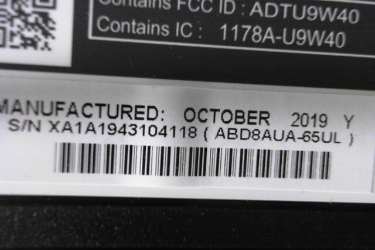 Contains FCC ID : ADTU9W40
Contains IC : 1178A-U9W40
MANUFACTURED: OCTOBER 2019 Y
S/N XA1A1943104118 ( ABD8AUA-65UL )